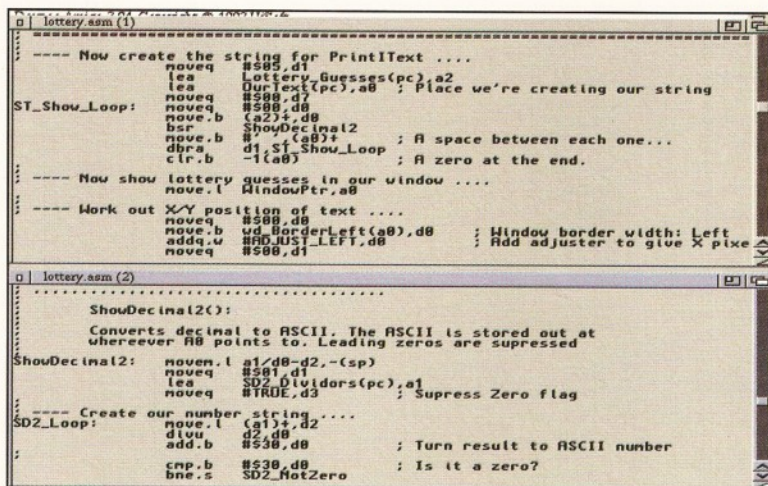 lottery.asm (1)
; ==========================================================================
; ---- Now create the string for PrintIText ....
moveq #$05,d1
lea Lottery_Guesses(pc),a2
lea OurText(pc),a0 ; Place we're creating our string
moveq #$00,d7
ST_Show_Loop: moveq #$00,d0
move.b (a2)+,d0
bsr ShowDecimal2
move.b #' ',(a0)+ ; A space between each one...
dbra d1,ST_Show_Loop
clr.b -1(a0) ; A zero at the end.
;
; ---- Now show lottery guesses in our window ....
move.l WindowPtr,a0
;
; ---- Work out X/Y position of text ....
moveq #$00,d0
move.b wd_BorderLeft(a0),d0 ; Window border width: Left
addq.w #ADJUST_LEFT,d0 ; Add adjuster to give X pixe
moveq #$00,d1
lottery.asm (2)
; ......................................
;
; ShowDecimal2():
;
; Converts decimal to ASCII. The ASCII is stored out at
; whereever A0 points to. Leading zeros are supressed
;
ShowDecimal2: movem.l a1/d0-d2,-(sp)
moveq #$01,d1
lea SD2_Dividors(pc),a1
moveq #TRUE,d3 ; Supress Zero flag
;
; ---- Create our number string ....
SD2_Loop: move.l (a1)+,d2
divu d2,d0
add.b #$30,d0 ; Turn result to ASCII number
;
cmp.b #$30,d0 ; Is it a zero?
bne.s SD2_NotZero